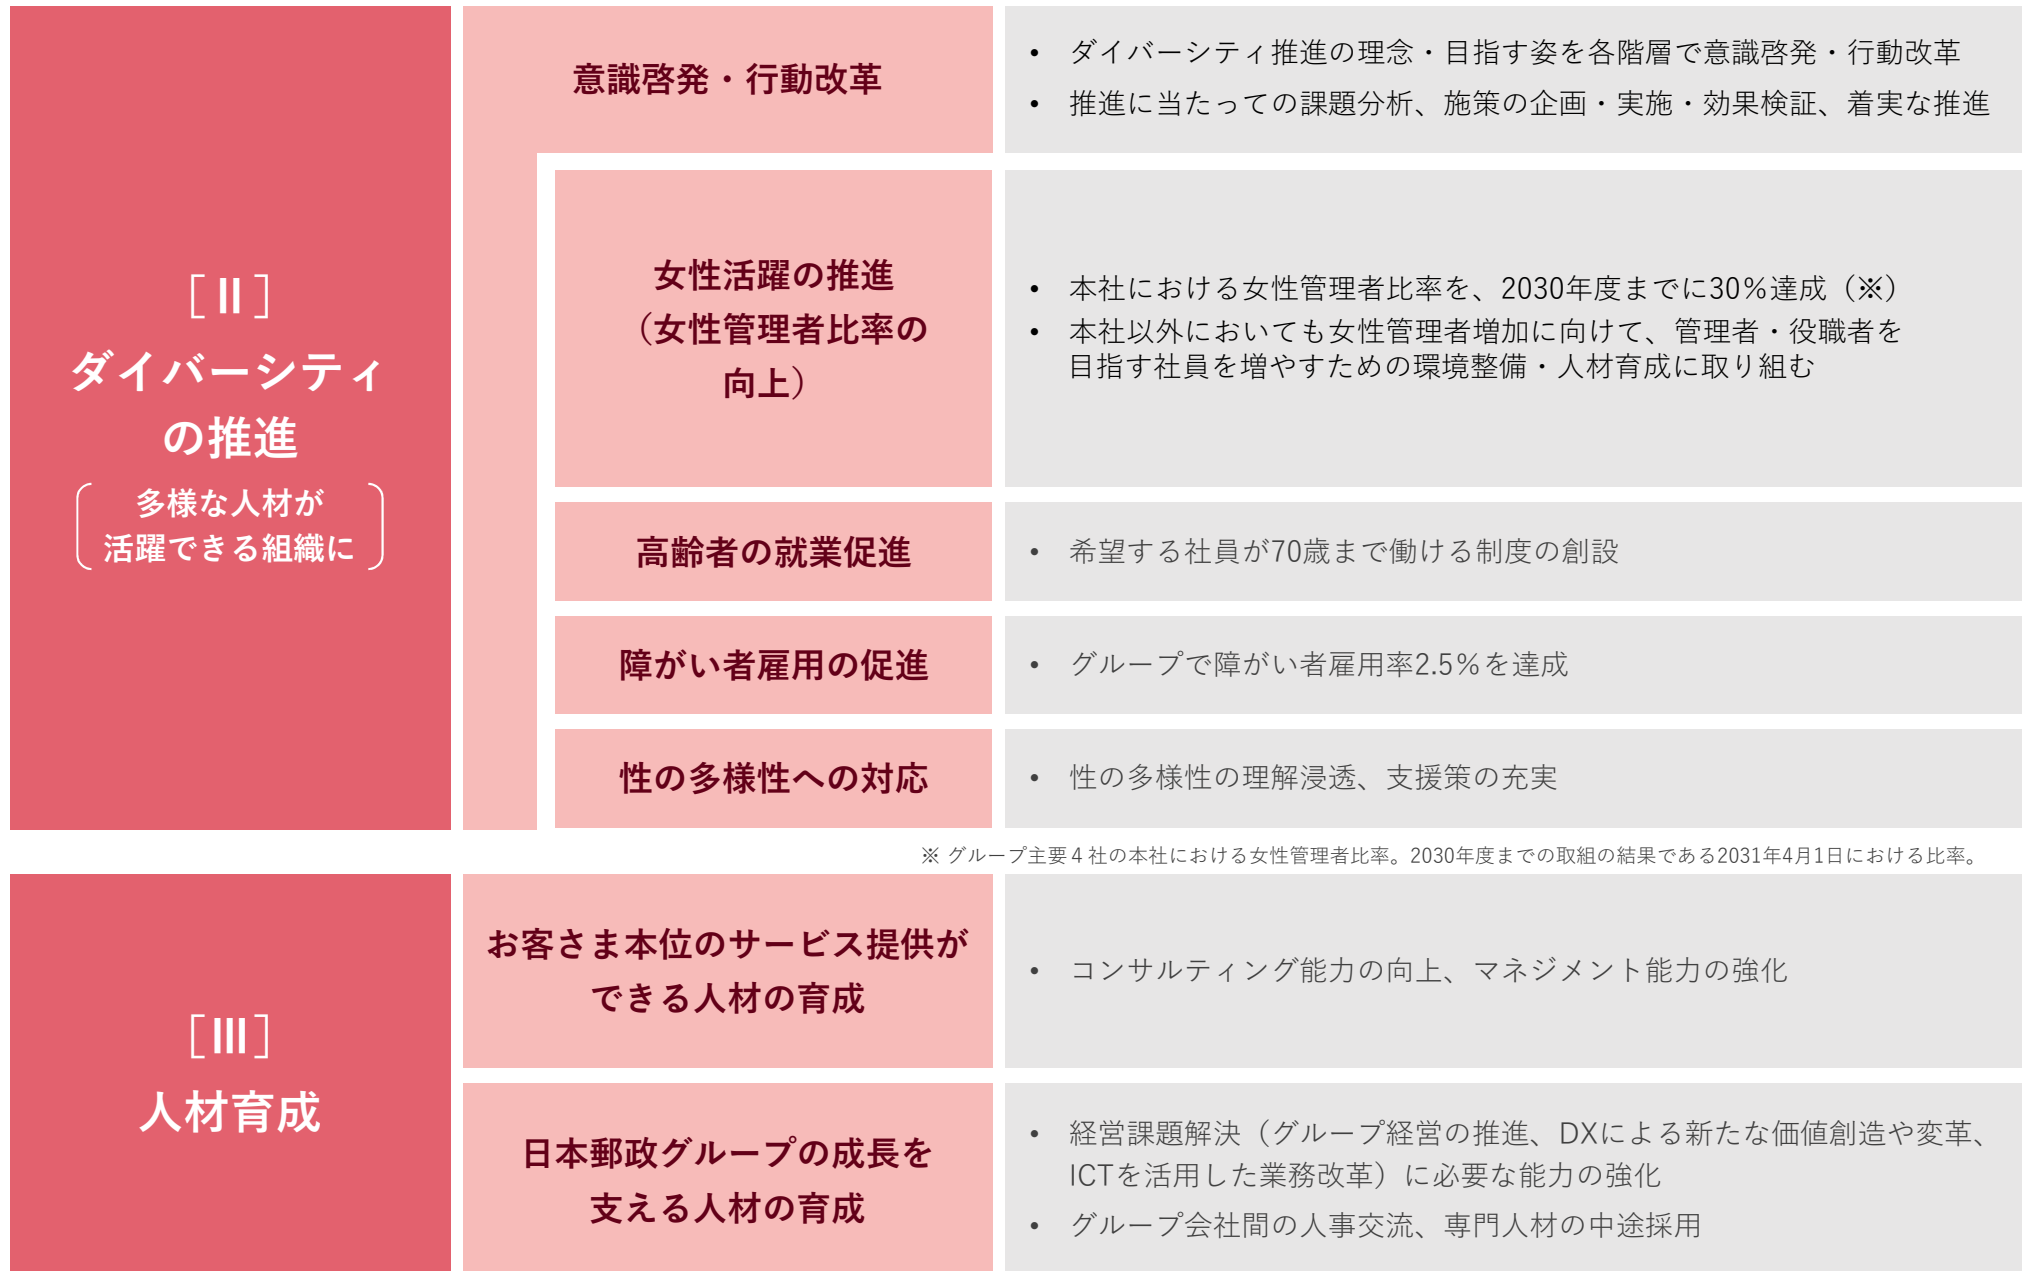 ［Ⅱ］
ダイバーシティ
の推進
多様な人材が
活躍できる組織に
意識啓発・行動改革
• ダイバーシティ推進の理念・目指す姿を各階層で意識啓発・行動改革
• 推進に当たっての課題分析、施策の企画・実施・効果検証、着実な推進
女性活躍の推進
（女性管理者比率の
向上）
• 本社における女性管理者比率を、2030年度までに30％達成（※）
• 本社以外においても女性管理者増加に向けて、管理者・役職者を
目指す社員を増やすための環境整備・人材育成に取り組む
高齢者の就業促進
• 希望する社員が70歳まで働ける制度の創設
障がい者雇用の促進
• グループで障がい者雇用率2.5％を達成
性の多様性への対応
• 性の多様性の理解浸透、支援策の充実
※ グループ主要４社の本社における女性管理者比率。2030年度までの取組の結果である2031年4月1日における比率。
［Ⅲ］
人材育成
お客さま本位のサービス提供が
できる人材の育成
• コンサルティング能力の向上、マネジメント能力の強化
日本郵政グループの成長を
支える人材の育成
• 経営課題解決（グループ経営の推進、DXによる新たな価値創造や変革、
ICTを活用した業務改革）に必要な能力の強化
• グループ会社間の人事交流、専門人材の中途採用